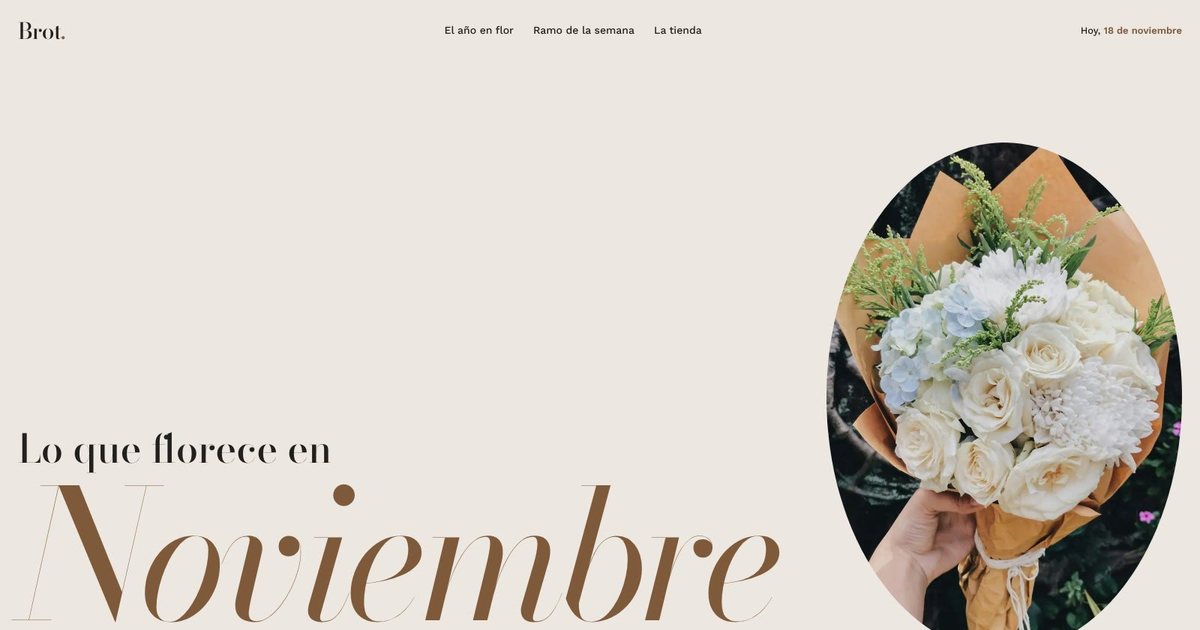 Brot.
El año en flor
Ramo de la semana
La tienda
Hoy, 18 de noviembre
Lo que florece en
Noviembre